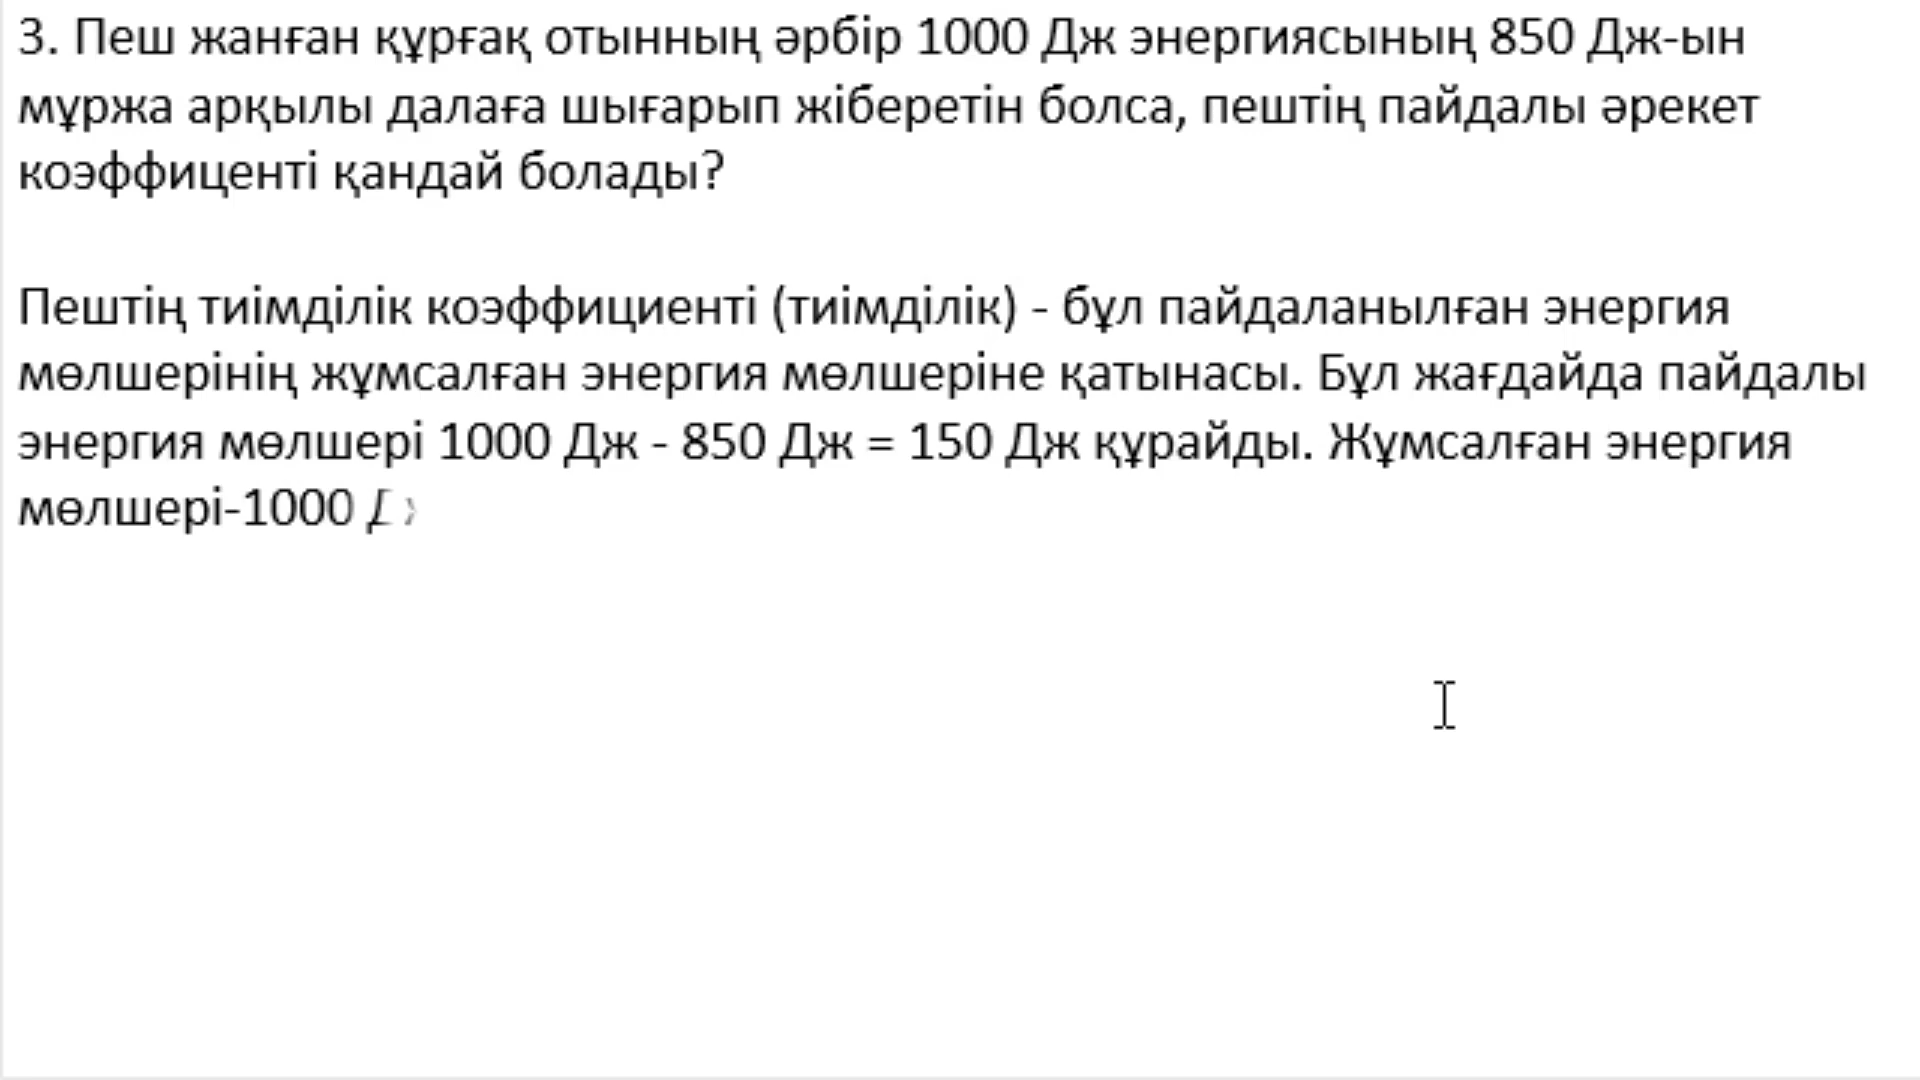 3. Пеш жанған құрғақ отынның әрбір 1000 Дж энергиясының 850 Дж-ын
мұржа арқылы далаға шығарып жіберетін болса, пештің пайдалы әрекет
коэффиценті қандай болады?
Пештің тиімділік коэффициенті (тиімділік) - бұл пайдаланылған энергия
мөлшерінің жұмсалған энергия мөлшеріне қатынасы. Бұл жағдайда пайдалы
энергия мөлшері 1000 Дж - 850 Дж = 150 Дж құрайды. Жұмсалған энергия
мөлшері-1000